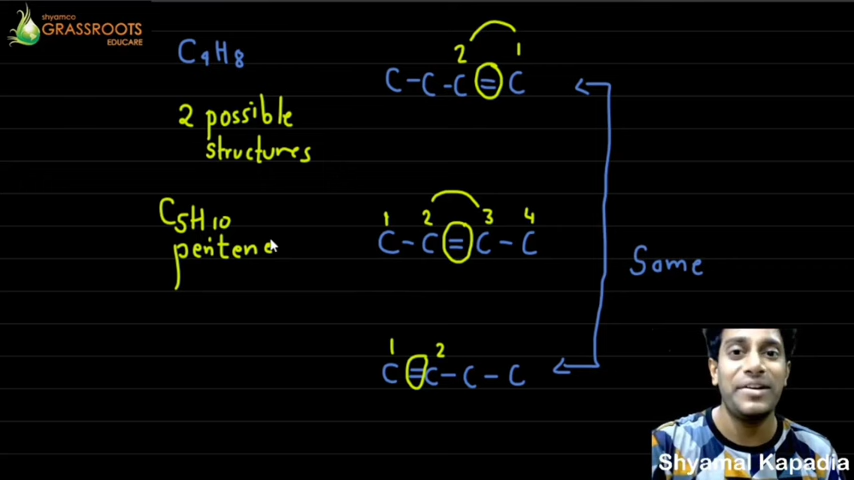 shyamco
GRASSROOTS
EDUCARE
C4H8
2 possible
structures
C5H10
pentene
2 1
C-C-C=C
1 2 3 4
C-C=C-C
1 2
C=C-C-C
Same
Shyamal Kapadia